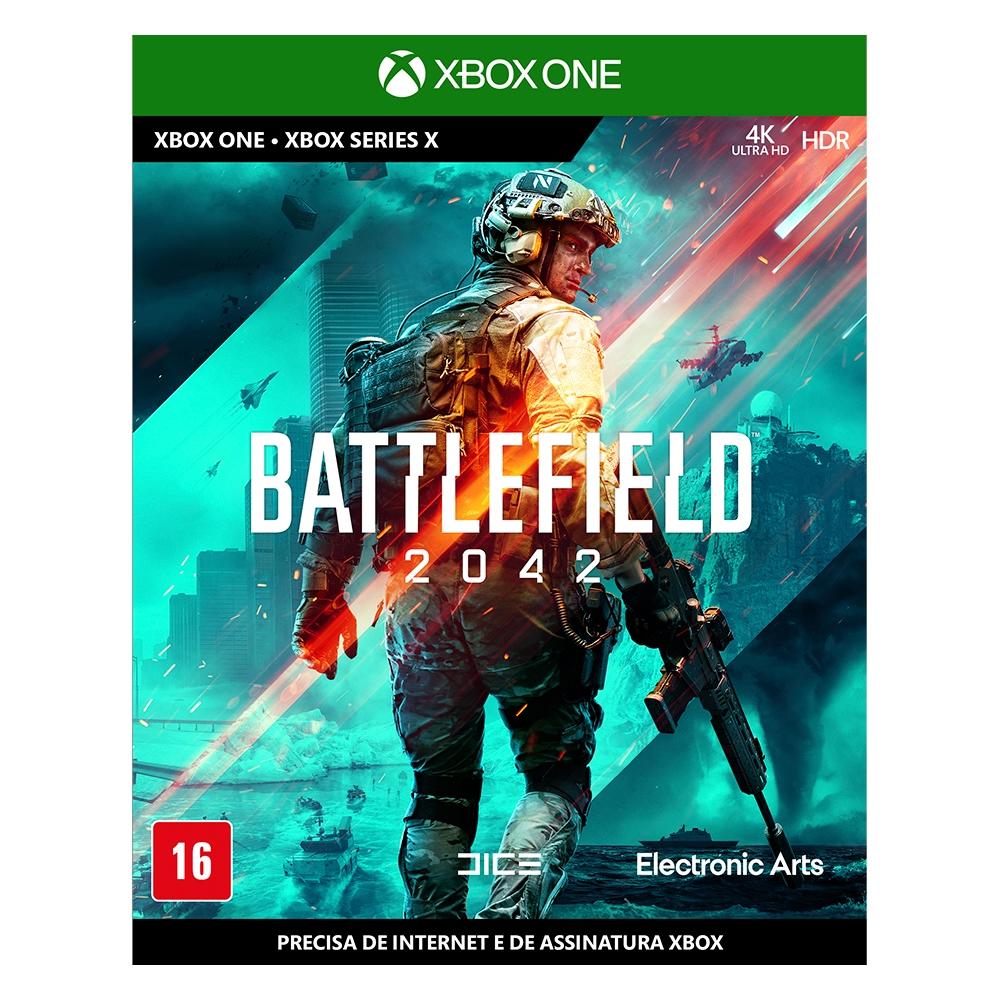 XBOX ONE
XBOX ONE • XBOX SERIES X
4K
ULTRA HD
HDR
N
BATTLEFIELD™
2042
16
DICE
Electronic Arts
PRECISA DE INTERNET E DE ASSINATURA XBOX